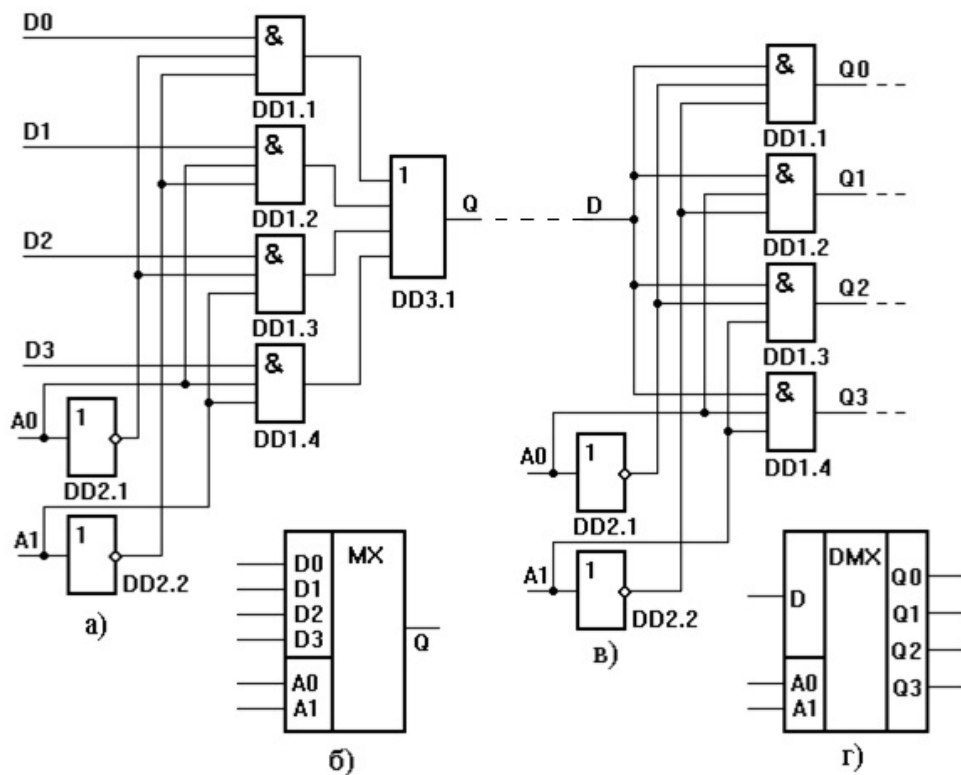 D0
&
DD1.1
D1
&
DD1.2
D2
&
DD1.3
D3
&
DD1.4
1
DD3.1
Q
A0
1
DD2.1
A1
1
DD2.2
а)
D0
D1
D2
D3
A0
A1
MX
Q
б)
D
&
Q0
DD1.1
&
Q1
DD1.2
&
Q2
DD1.3
&
Q3
DD1.4
A0
1
DD2.1
A1
1
DD2.2
в)
D
A0
A1
DMX
Q0
Q1
Q2
Q3
г)